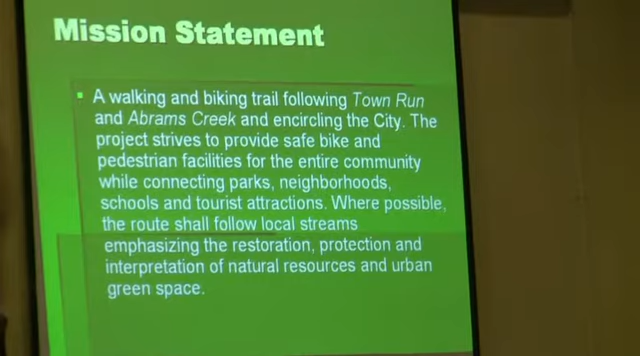 Mission Statement
A walking and biking trail following Town Run
and Abrams Creek and encircling the City. The
project strives to provide safe bike and
pedestrian facilities for the entire community
while connecting parks, neighborhoods,
schools and tourist attractions. Where possible,
the route shall follow local streams
emphasizing the restoration, protection and
interpretation of natural resources and urban
green space.